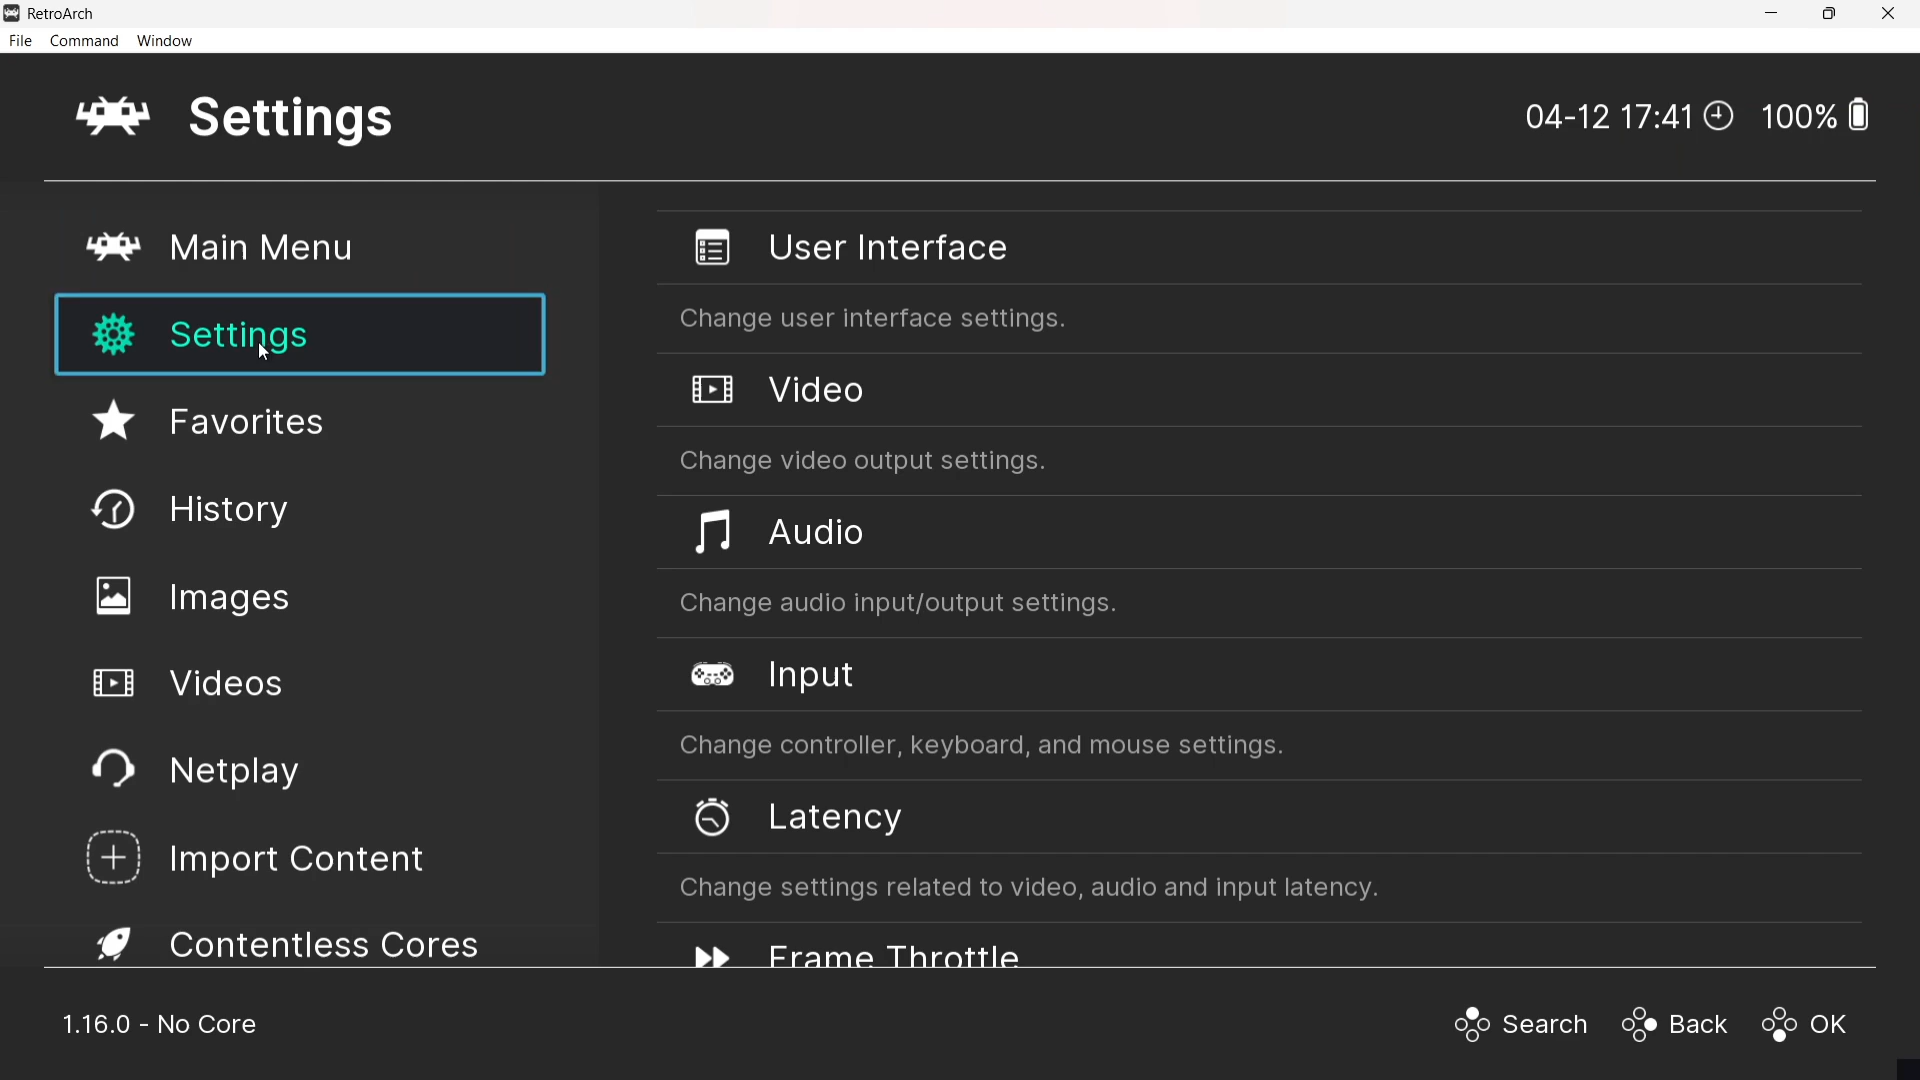 RetroArch
File Command Window
Settings
04-12 17:41 100%
Main Menu
Settings
Favorites
History
Images
Videos
Netplay
Import Content
Contentless Cores
User Interface
Change user interface settings.
Video
Change video output settings.
Audio
Change audio input/output settings.
Input
Change controller, keyboard, and mouse settings.
Latency
Change settings related to video, audio and input latency.
Frame Throttle
1.16.0 - No Core
Search Back OK